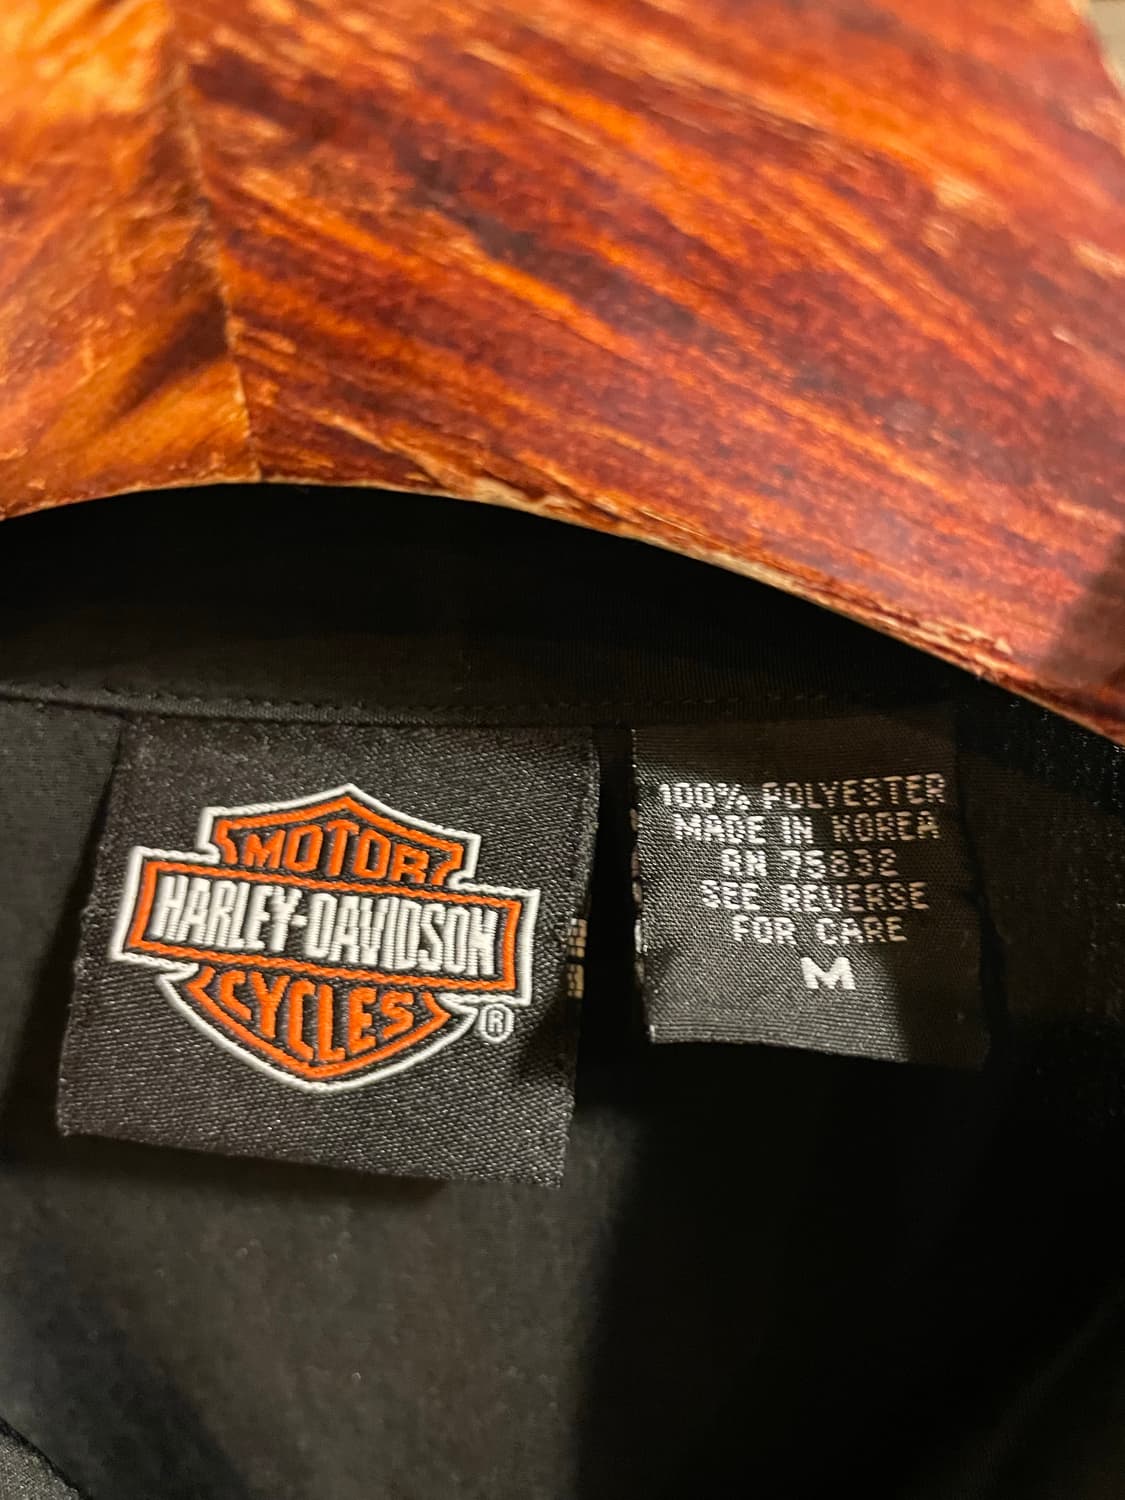 MOTOR
HARLEY-DAVIDSON
CYCLES
®
100% POLYESTER
MADE IN KOREA
RN 75832
SEE REVERSE
FOR CARE
M